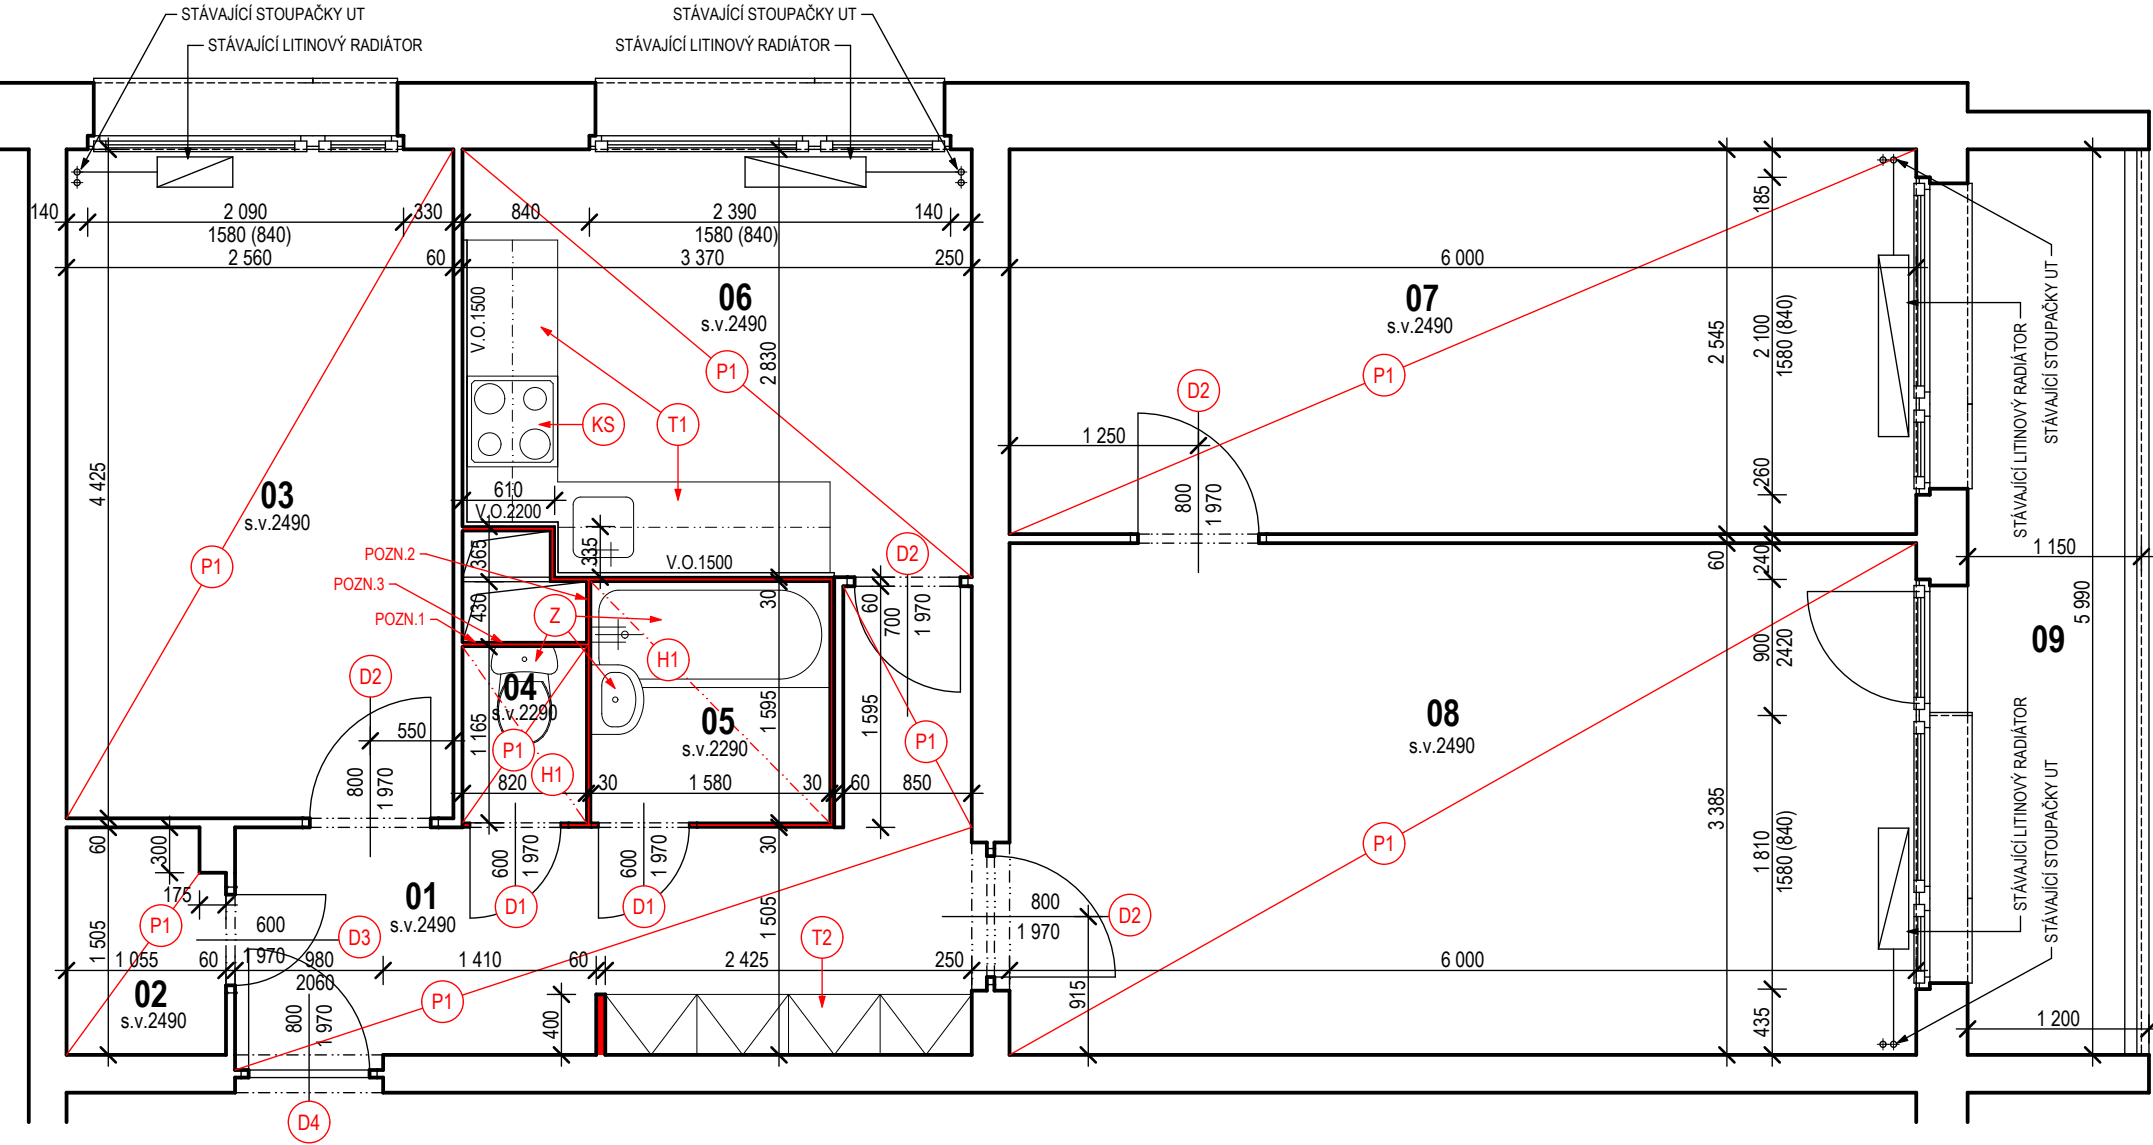 STÁVAJÍCÍ STOUPAČKY UT
STÁVAJÍCÍ LITINOVÝ RADIÁTOR
STÁVAJÍCÍ STOUPAČKY UT
STÁVAJÍCÍ LITINOVÝ RADIÁTOR
140
2 090
1580 (840)
330
2 560
60
840
2 390
1580 (840)
140
3 370
250
6 000
03
s.v.2490
4 425
P1
D2
550
800
1 970
06
s.v.2490
V.O.1500
2 830
P1
KS
T1
610
V.O.2200
335
V.O.1500
D2
60
700
1 970
07
s.v.2490
P1
D2
1 250
800
1 970
2 545
185
2 100
1580 (840)
260
STÁVAJÍCÍ LITINOVÝ RADIÁTOR
STÁVAJÍCÍ STOUPAČKY UT
POZN.2
POZN.3
POZN.1
365
430
Z
30
H1
04
s.v.2290
1 165
P1
H1
820
30
05
s.v.2290
1 595
1 580
30
60
1 595
P1
850
08
s.v.2490
P1
60
240
900
2420
3 385
1 810
1580 (840)
435
6 000
STÁVAJÍCÍ LITINOVÝ RADIÁTOR
STÁVAJÍCÍ STOUPAČKY UT
09
1 150
5 990
1 200
60
300
175
P1
1 505
1 055
60
02
s.v.2490
01
s.v.2490
600
1 970
D3
980
2060
800
1 970
D4
600
1 970
D1
600
1 970
D1
30
1 505
1 410
60
2 425
250
T2
P1
400
800
1 970
D2
915